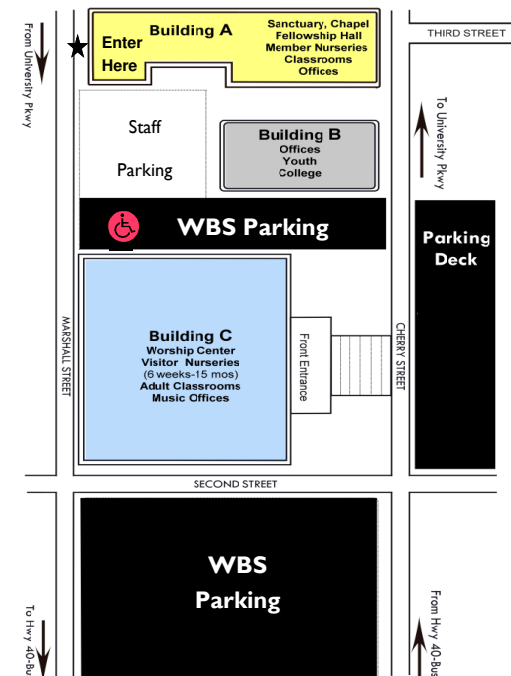 From University Pkwy
Enter
Here
Building A
Sanctuary, Chapel
Fellowship Hall
Member Nurseries
Classrooms
Offices
THIRD STREET
To University Pkwy
Staff
Parking
Building B
Offices
Youth
College
WBS Parking
Parking
Deck
MARSHALL STREET
Building C
Worship Center
Visitor Nurseries
(6 weeks-15 mos)
Adult Classrooms
Music Offices
Front Entrance
CHERRY STREET
SECOND STREET
WBS
Parking
To Hwy 40-Bu
From Hwy 40-Bus